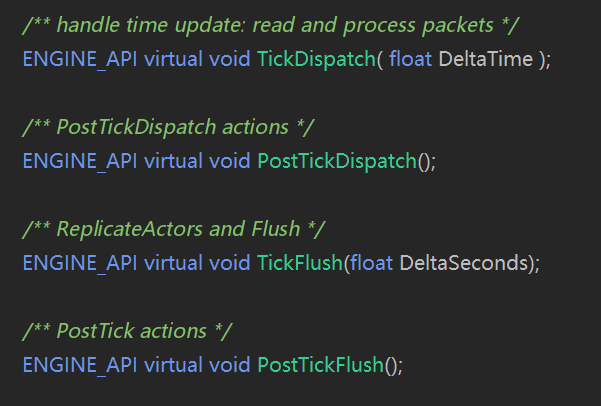 /** handle time update: read and process packets */
ENGINE_API virtual void TickDispatch( float DeltaTime );
/** PostTickDispatch actions */
ENGINE_API virtual void PostTickDispatch();
/** ReplicateActors and Flush */
ENGINE_API virtual void TickFlush(float DeltaSeconds);
/** PostTick actions */
ENGINE_API virtual void PostTickFlush();